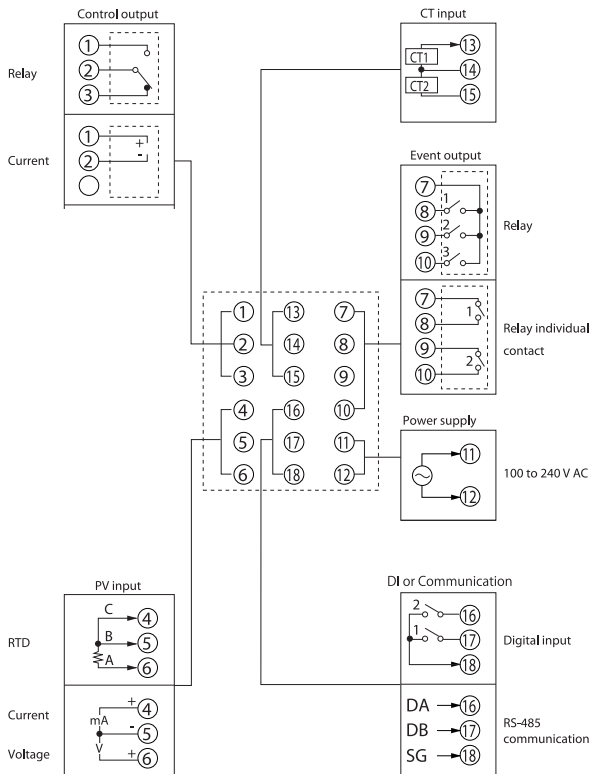 Control output
Relay
1
2
3
Current
1
+
2
-
CT input
CT1
13
14
CT2
15
Event output
7
1
8
2
9
3
10
Relay
7
1
8
9
2
10
Relay individual
contact
1 13 7
2 14 8
3 15 9
4 16 10
5 17 11
6 18 12
Power supply
11
12
100 to 240 V AC
PV input
RTD
C 4
B 5
A 6
Current
Voltage
+ 4
mA
- 5
V
+ 6
DI or Communication
2 16
1 17
18
Digital input
DA 16
DB 17
SG 18
RS-485
communication